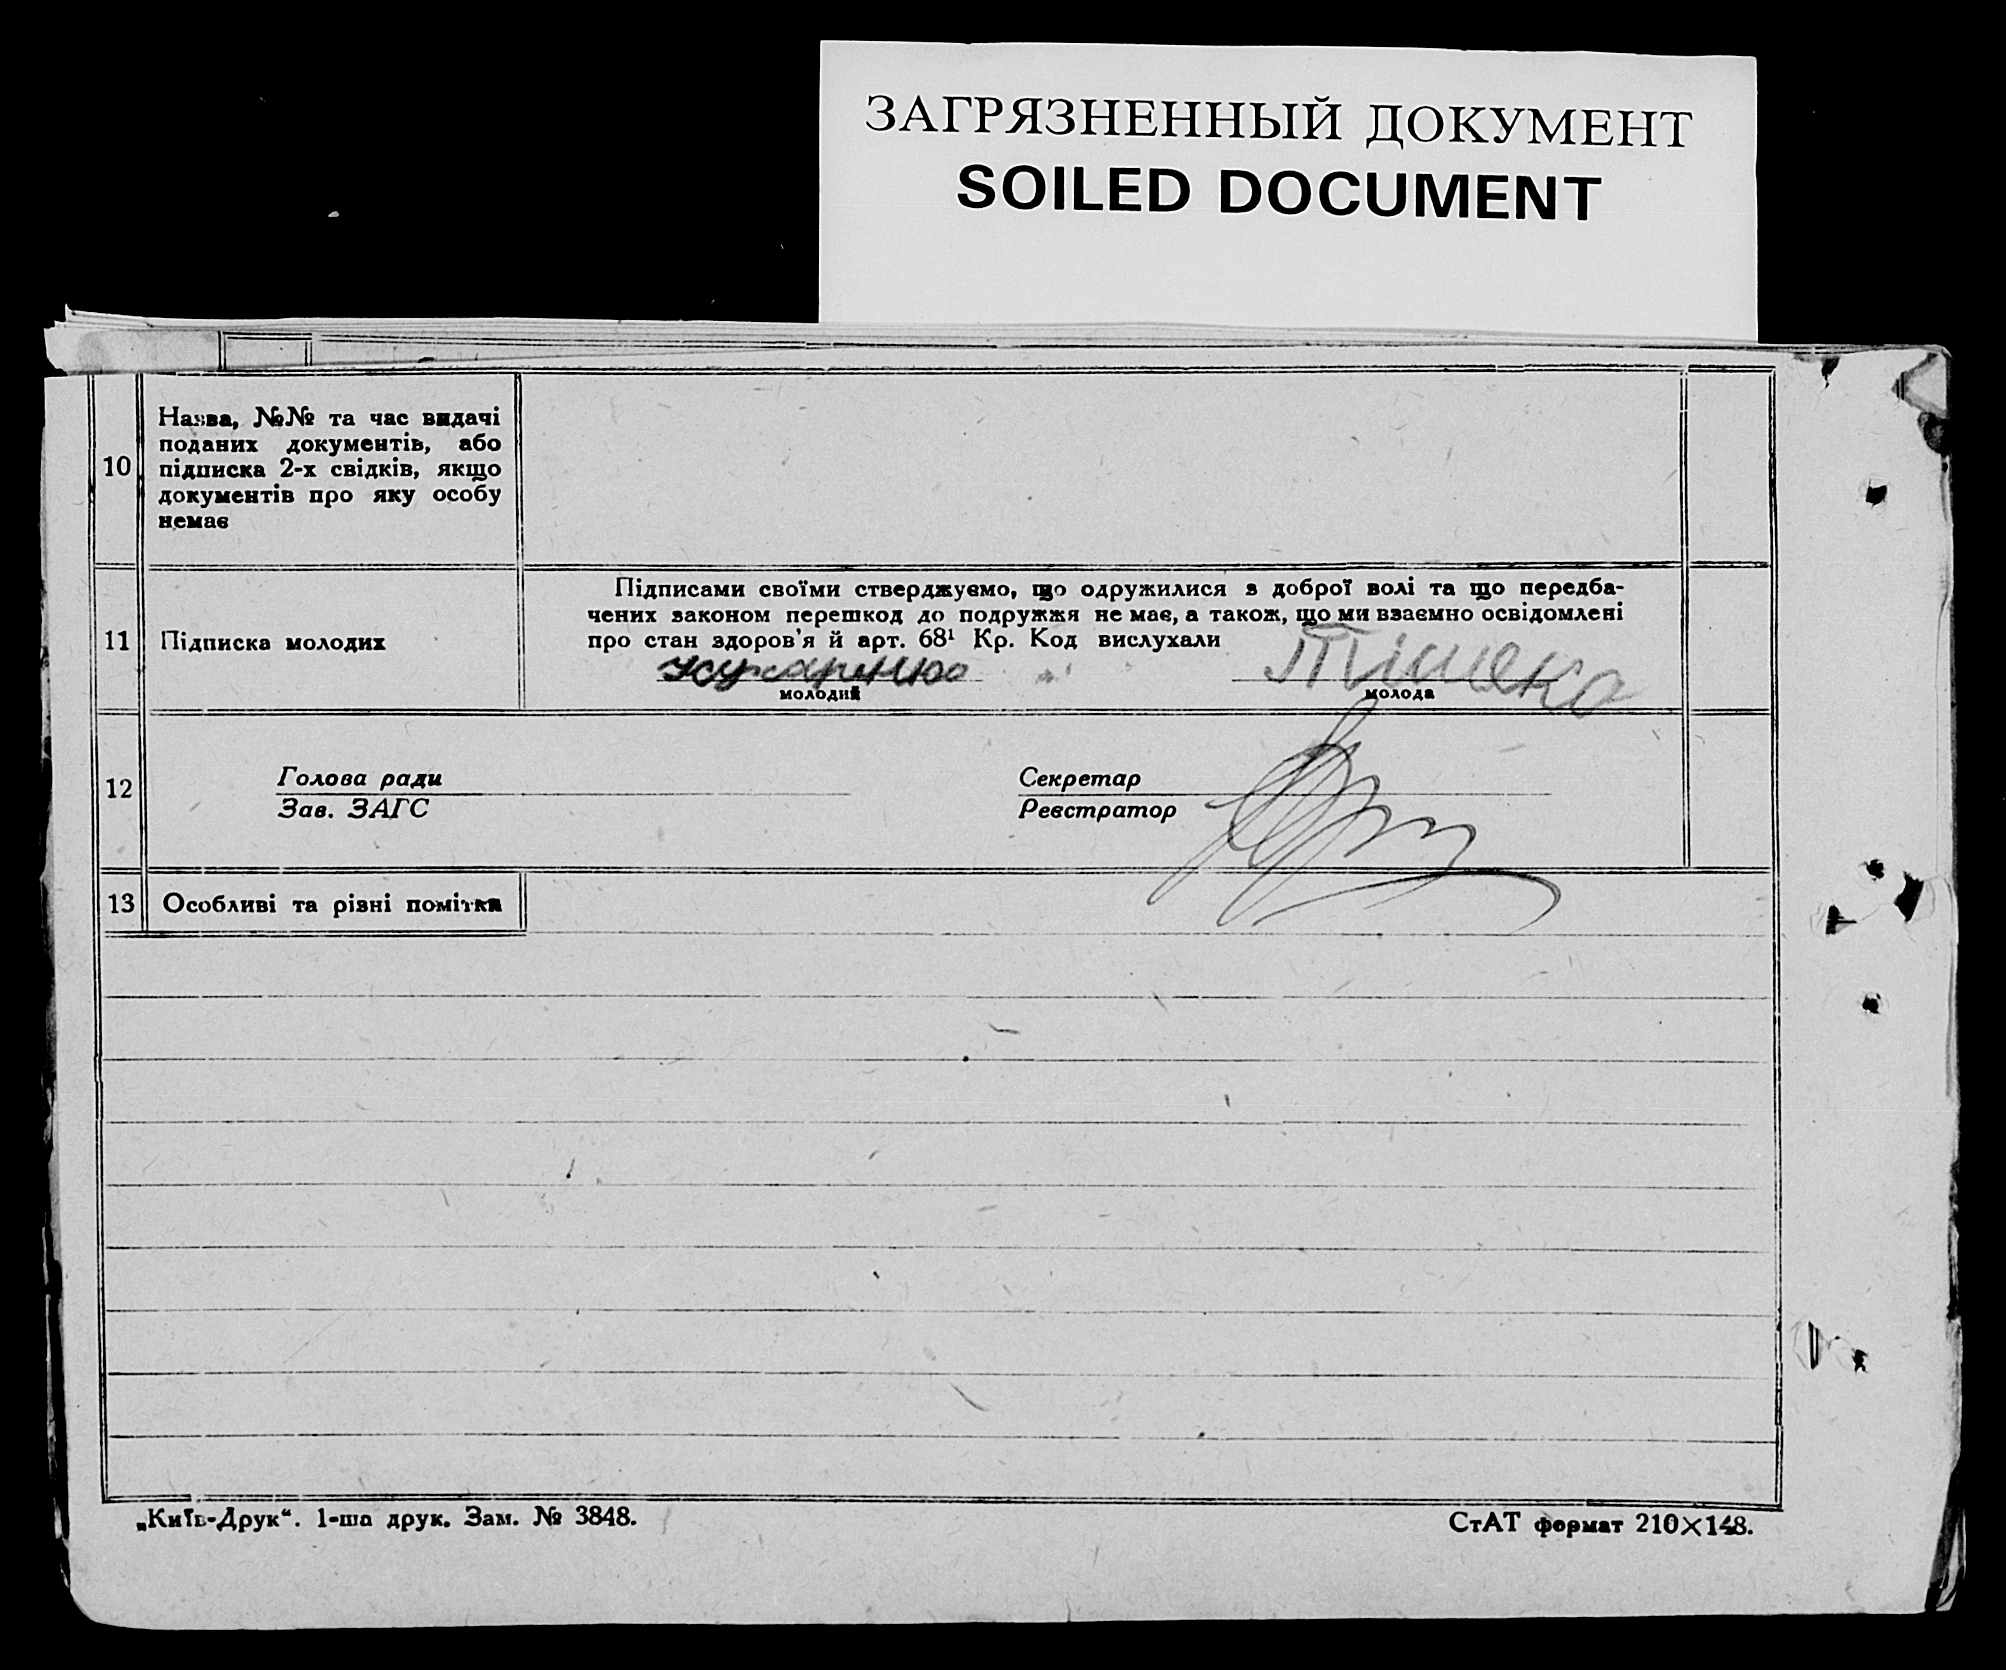 ЗАГРЯЗНЕННЫЙ ДОКУМЕНТ
SOILED DOCUMENT
10
Назва, №№ та час видачі
поданих документів, або
підписка 2-х свідків, якщо
документів про яку особу
немає
11
Підписка молодих
Підписами своїми стверджуємо, що одружилися з доброї волі та що передба-
чених законом перешкод до подружжя не має, а також, що ми взаємно освідомлені
про стан здоров'я й арт. 68¹ Кр. Код вислухали
молодий
молода
12
Голова ради
Зав. ЗАГС
Секретар
Реєстратор
13
Особливі та різні помітки
„Київ-Друк“. 1-ша друк. Зам. № 3848.
СтАТ формат 210×148.